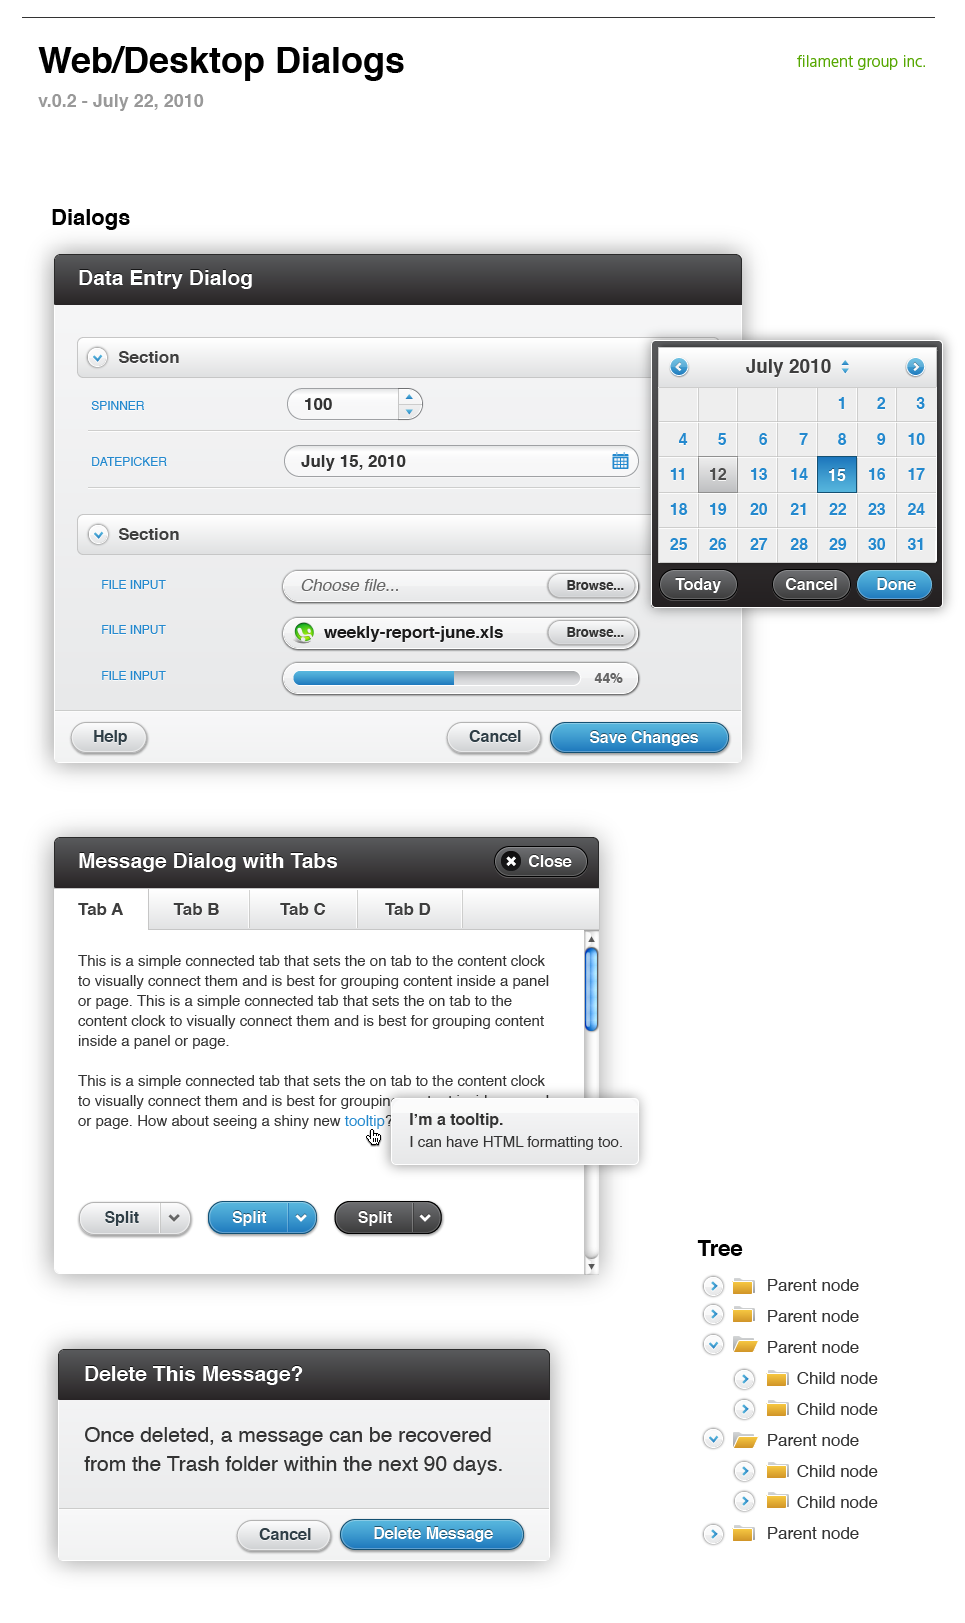 Web/Desktop Dialogs
filament group inc.
v.0.2 - July 22, 2010
Dialogs
Data Entry Dialog
Section
SPINNER
100
DATEPICKER
July 15, 2010
Section
FILE INPUT
Choose file...
Browse...
FILE INPUT
weekly-report-june.xls
Browse...
FILE INPUT
44%
Help
Cancel
Save Changes
July 2010
1 2 3
4 5 6 7 8 9 10
11 12 13 14 15 16 17
18 19 20 21 22 23 24
25 26 27 28 29 30 31
Today
Cancel
Done
Message Dialog with Tabs
Close
Tab A
Tab B
Tab C
Tab D
This is a simple connected tab that sets the on tab to the content clock
to visually connect them and is best for grouping content inside a panel
or page. This is a simple connected tab that sets the on tab to the
content clock to visually connect them and is best for grouping content
inside a panel or page.
This is a simple connected tab that sets the on tab to the content clock
to visually connect them and is best for grouping
or page. How about seeing a shiny new tooltip?
I'm a tooltip.
I can have HTML formatting too.
Split
Split
Split
Tree
Parent node
Parent node
Parent node
Child node
Child node
Parent node
Child node
Child node
Parent node
Delete This Message?
Once deleted, a message can be recovered
from the Trash folder within the next 90 days.
Cancel
Delete Message